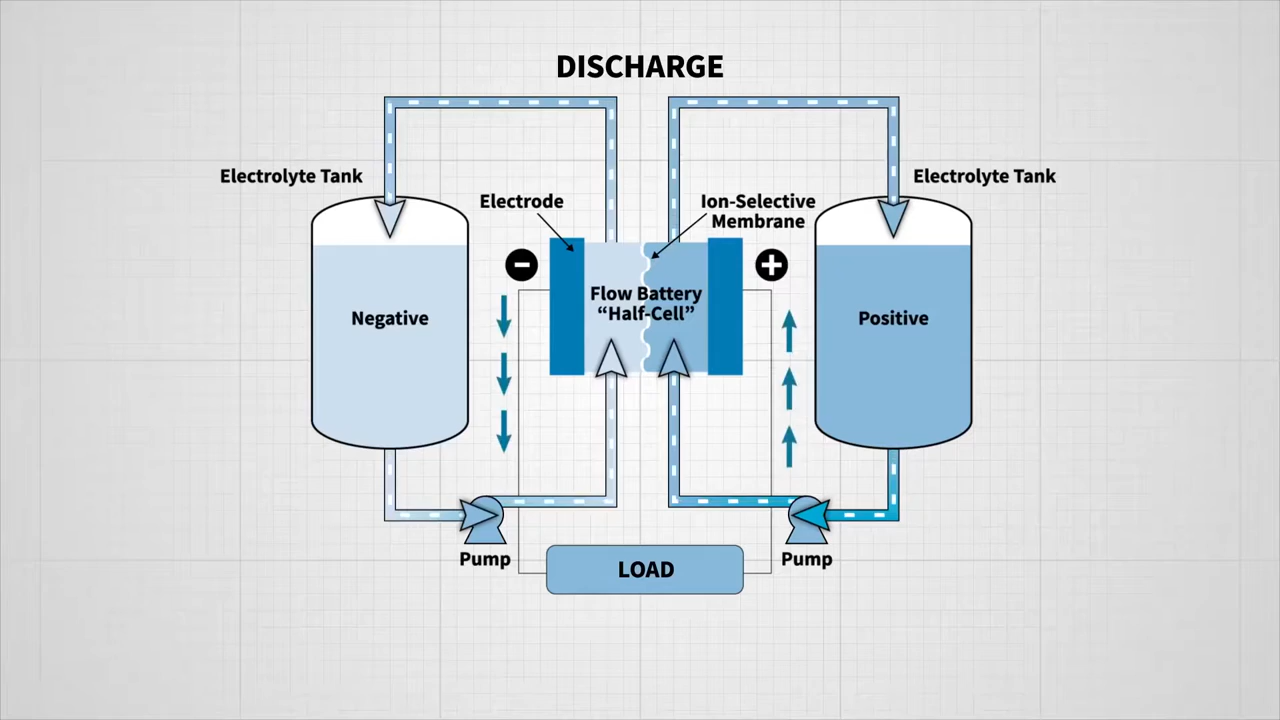 DISCHARGE
Electrolyte Tank
Electrolyte Tank
Electrode
Ion-Selective
Membrane
Flow Battery
“Half-Cell”
Negative
Positive
Pump
Pump
LOAD